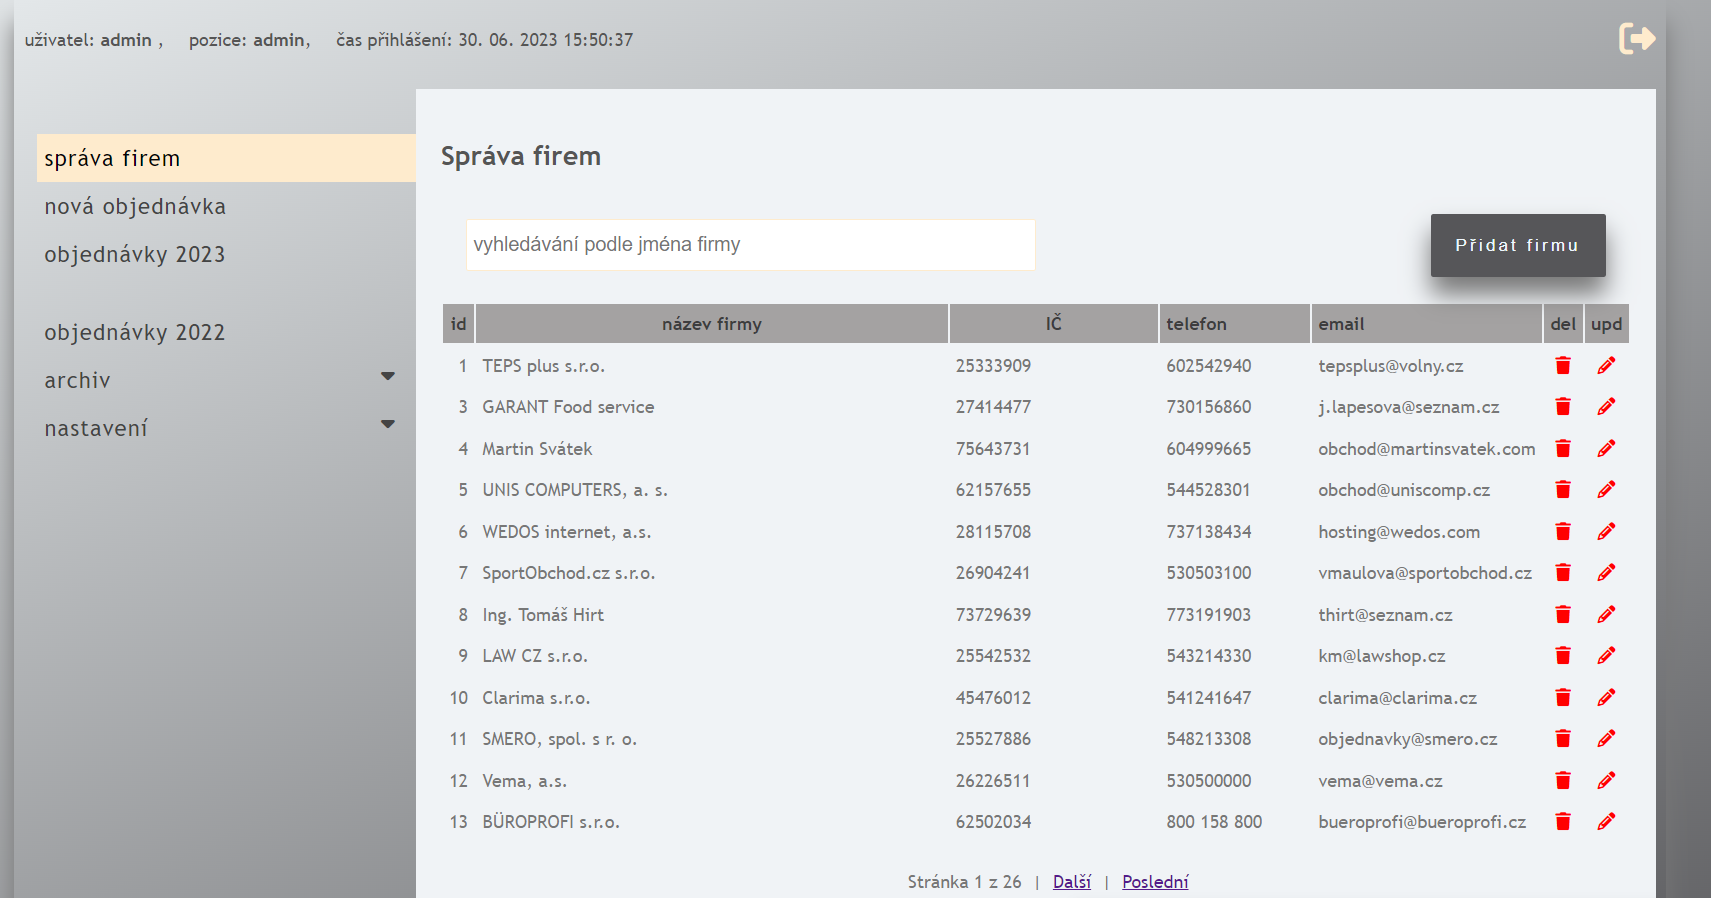 uživatel: admin , pozice: admin, čas přihlášení: 30. 06. 2023 15:50:37
správa firem
nová objednávka
objednávky 2023
objednávky 2022
archiv
nastavení
Správa firem
vyhledávání podle jména firmy
Přidat firmu
id název firmy IČ telefon email del upd
1 TEPS plus s.r.o. 25333909 602542940 tepsplus@volny.cz
3 GARANT Food service 27414477 730156860 j.lapesova@seznam.cz
4 Martin Svátek 75643731 604999665 obchod@martinsvatek.com
5 UNIS COMPUTERS, a. s. 62157655 544528301 obchod@uniscomp.cz
6 WEDOS internet, a.s. 28115708 737138434 hosting@wedos.com
7 SportObchod.cz s.r.o. 26904241 530503100 vmaulova@sportobchod.cz
8 Ing. Tomáš Hirt 73729639 773191903 thirt@seznam.cz
9 LAW CZ s.r.o. 25542532 543214330 km@lawshop.cz
10 Clarima s.r.o. 45476012 541241647 clarima@clarima.cz
11 SMERO, spol. s r. o. 25527886 548213308 objednavky@smero.cz
12 Vema, a.s. 26226511 530500000 vema@vema.cz
13 BÜROPROFI s.r.o. 62502034 800 158 800 bueroprofi@bueroprofi.cz
Stránka 1 z 26 | Další | Poslední